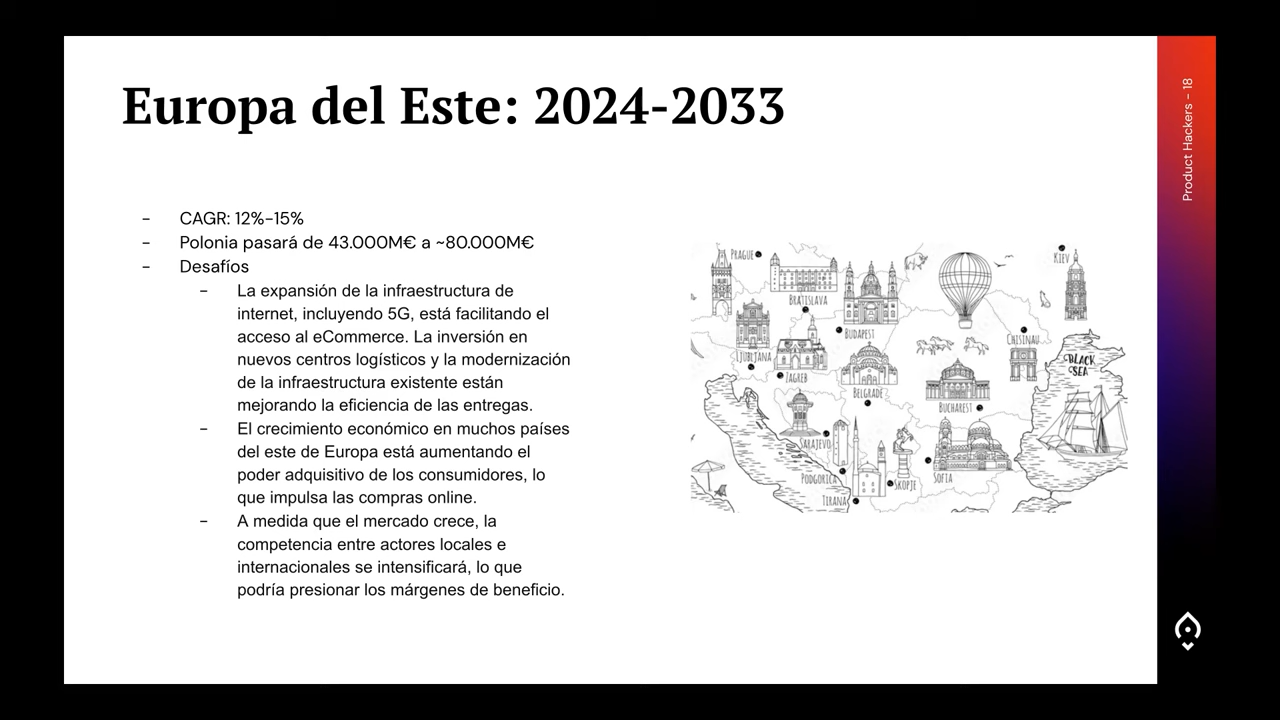 Europa del Este: 2024-2033
Product Hackers - 18
- CAGR: 12%-15%
- Polonia pasará de 43.000M€ a ~80.000M€
- Desafíos
- La expansión de la infraestructura de
internet, incluyendo 5G, está facilitando el
acceso al eCommerce. La inversión en
nuevos centros logísticos y la modernización
de la infraestructura existente están
mejorando la eficiencia de las entregas.
- El crecimiento económico en muchos países
del este de Europa está aumentando el
poder adquisitivo de los consumidores, lo
que impulsa las compras online.
- A medida que el mercado crece, la
competencia entre actores locales e
internacionales se intensificará, lo que
podría presionar los márgenes de beneficio.
PRAGUE
KIEV
BRATISLAVA
BUDAPEST
CHISINAU
LJUBLJANA
ZAGREB
BLACK
SEA
BELGRADE
BUCHAREST
SARAJEVO
PODGORICA
SKOPJE
SOFIA
TIRANA